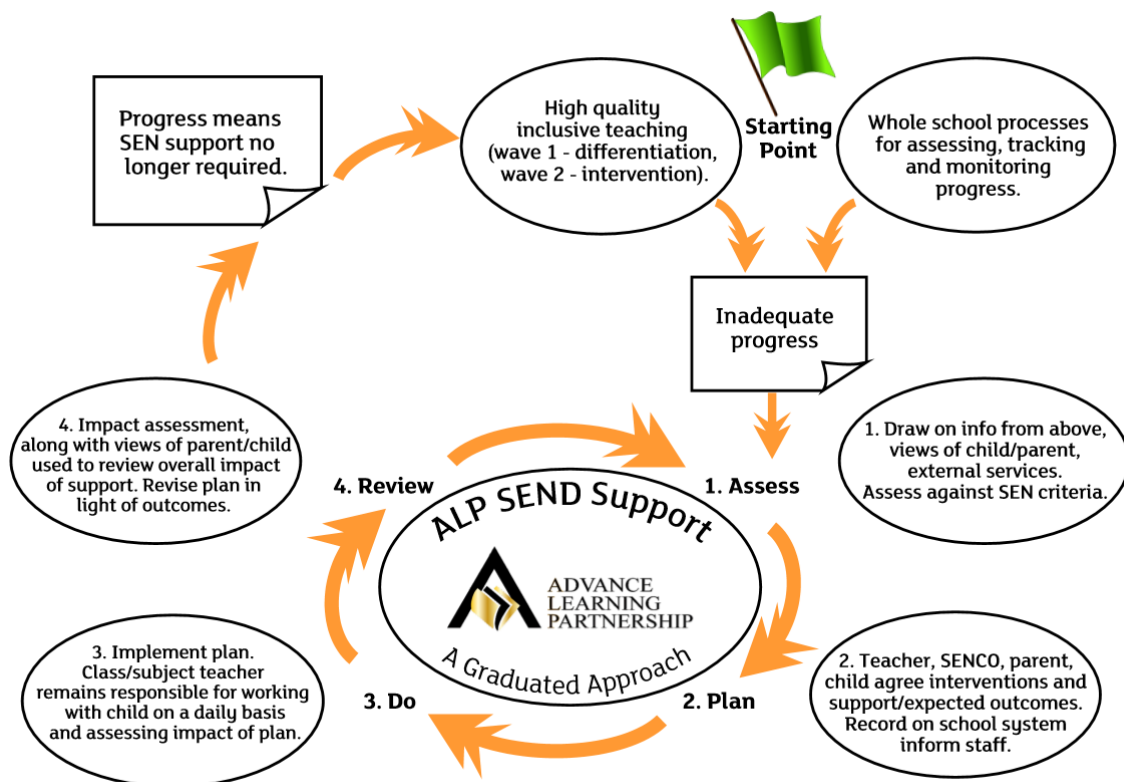 Progress means
SEN support no
longer required.
High quality
inclusive teaching
(wave 1 - differentiation,
wave 2 - intervention).
Starting
Point
Whole school processes
for assessing, tracking
and monitoring
progress.
Inadequate
progress
1. Draw on info from above,
views of child/parent,
external services.
Assess against SEN criteria.
4. Impact assessment,
along with views of parent/child
used to review overall impact
of support. Revise plan in
light of outcomes.
4. Review
1. Assess
ALP SEND Support
ADVANCE
LEARNING
PARTNERSHIP
A Graduated Approach
3. Do
2. Plan
3. Implement plan.
Class/subject teacher
remains responsible for working
with child on a daily basis
and assessing impact of plan.
2. Teacher, SENCO, parent,
child agree interventions and
support/expected outcomes.
Record on school system
inform staff.